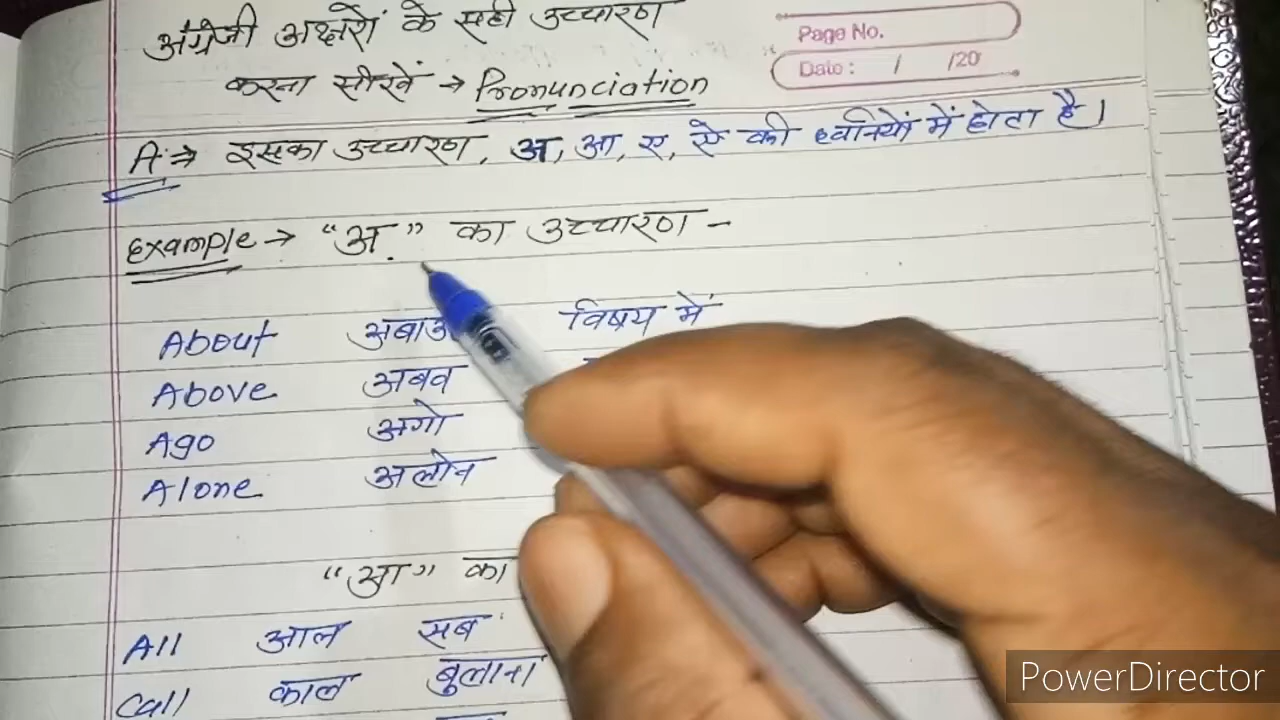 अंग्रेजी अक्षरों के सही उच्चारण
करना सीखें → Pronunciation
Page No.
Date : / /20
A ⇒ इसका उच्चारण, अ, आ, ए, ऐ की ध्वनियों में होता है।
Example → "अ" का उच्चारण –
About विषय में
Above अबव
Ago अगो
Alone अलोन
"आ" का
All आल सब
Call काल बुलाना
PowerDirector